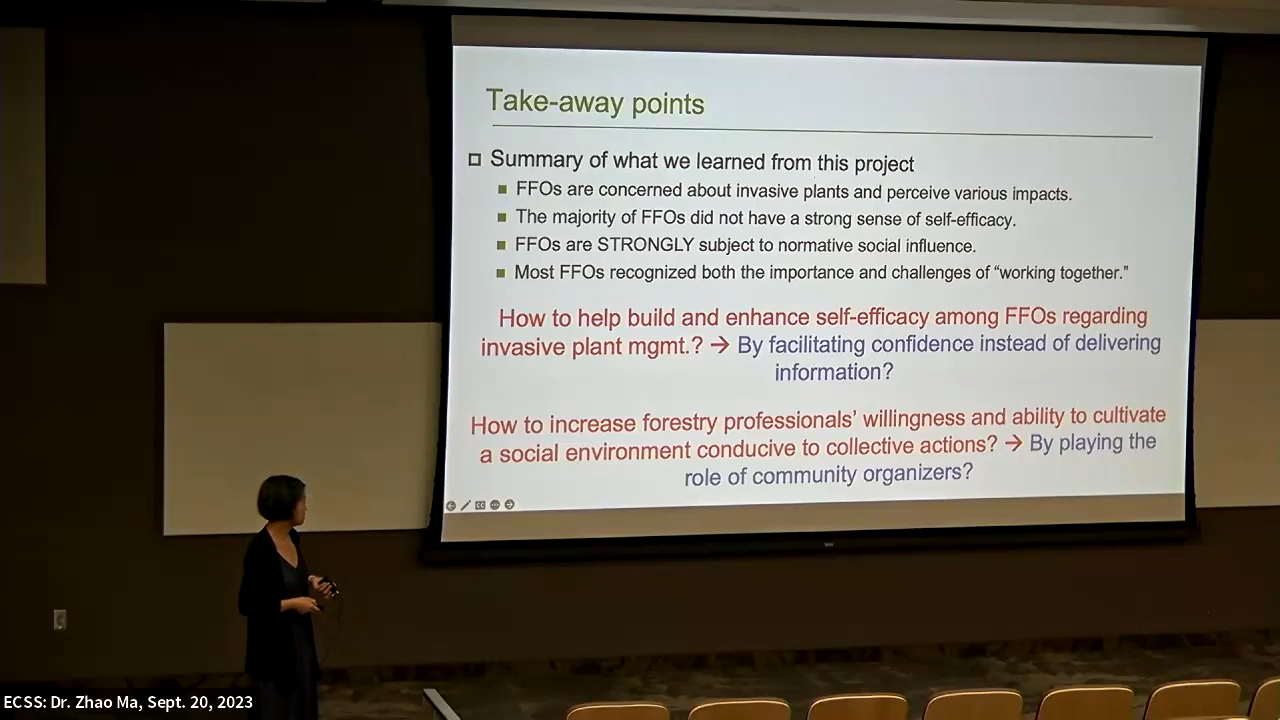 Take-away points
Summary of what we learned from this project
FFOs are concerned about invasive plants and perceive various impacts.
The majority of FFOs did not have a strong sense of self-efficacy.
FFOs are STRONGLY subject to normative social influence.
Most FFOs recognized both the importance and challenges of “working together.”
How to help build and enhance self-efficacy among FFOs regarding
invasive plant mgmt.? → By facilitating confidence instead of delivering
information?
How to increase forestry professionals’ willingness and ability to cultivate
a social environment conducive to collective actions? → By playing the
role of community organizers?
ECSS: Dr. Zhao Ma, Sept. 20, 2023